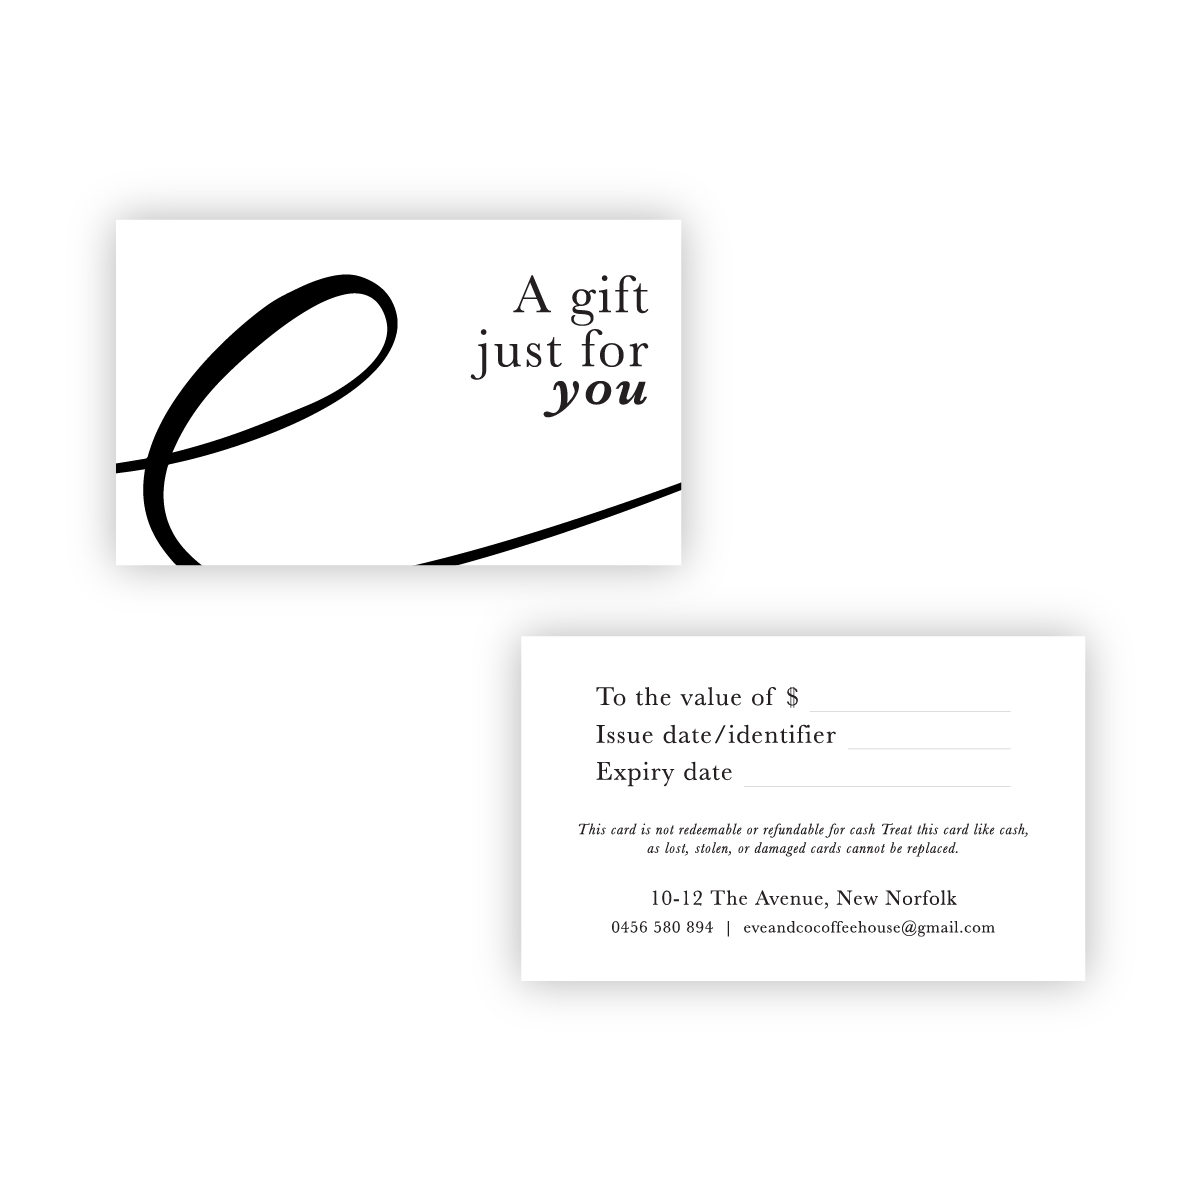 A gift
just for
you
To the value of $
Issue date/identifier
Expiry date
This card is not redeemable or refundable for cash Treat this card like cash,
as lost, stolen, or damaged cards cannot be replaced.
10-12 The Avenue, New Norfolk
0456 580 894 | eveandcocoffeehouse@gmail.com